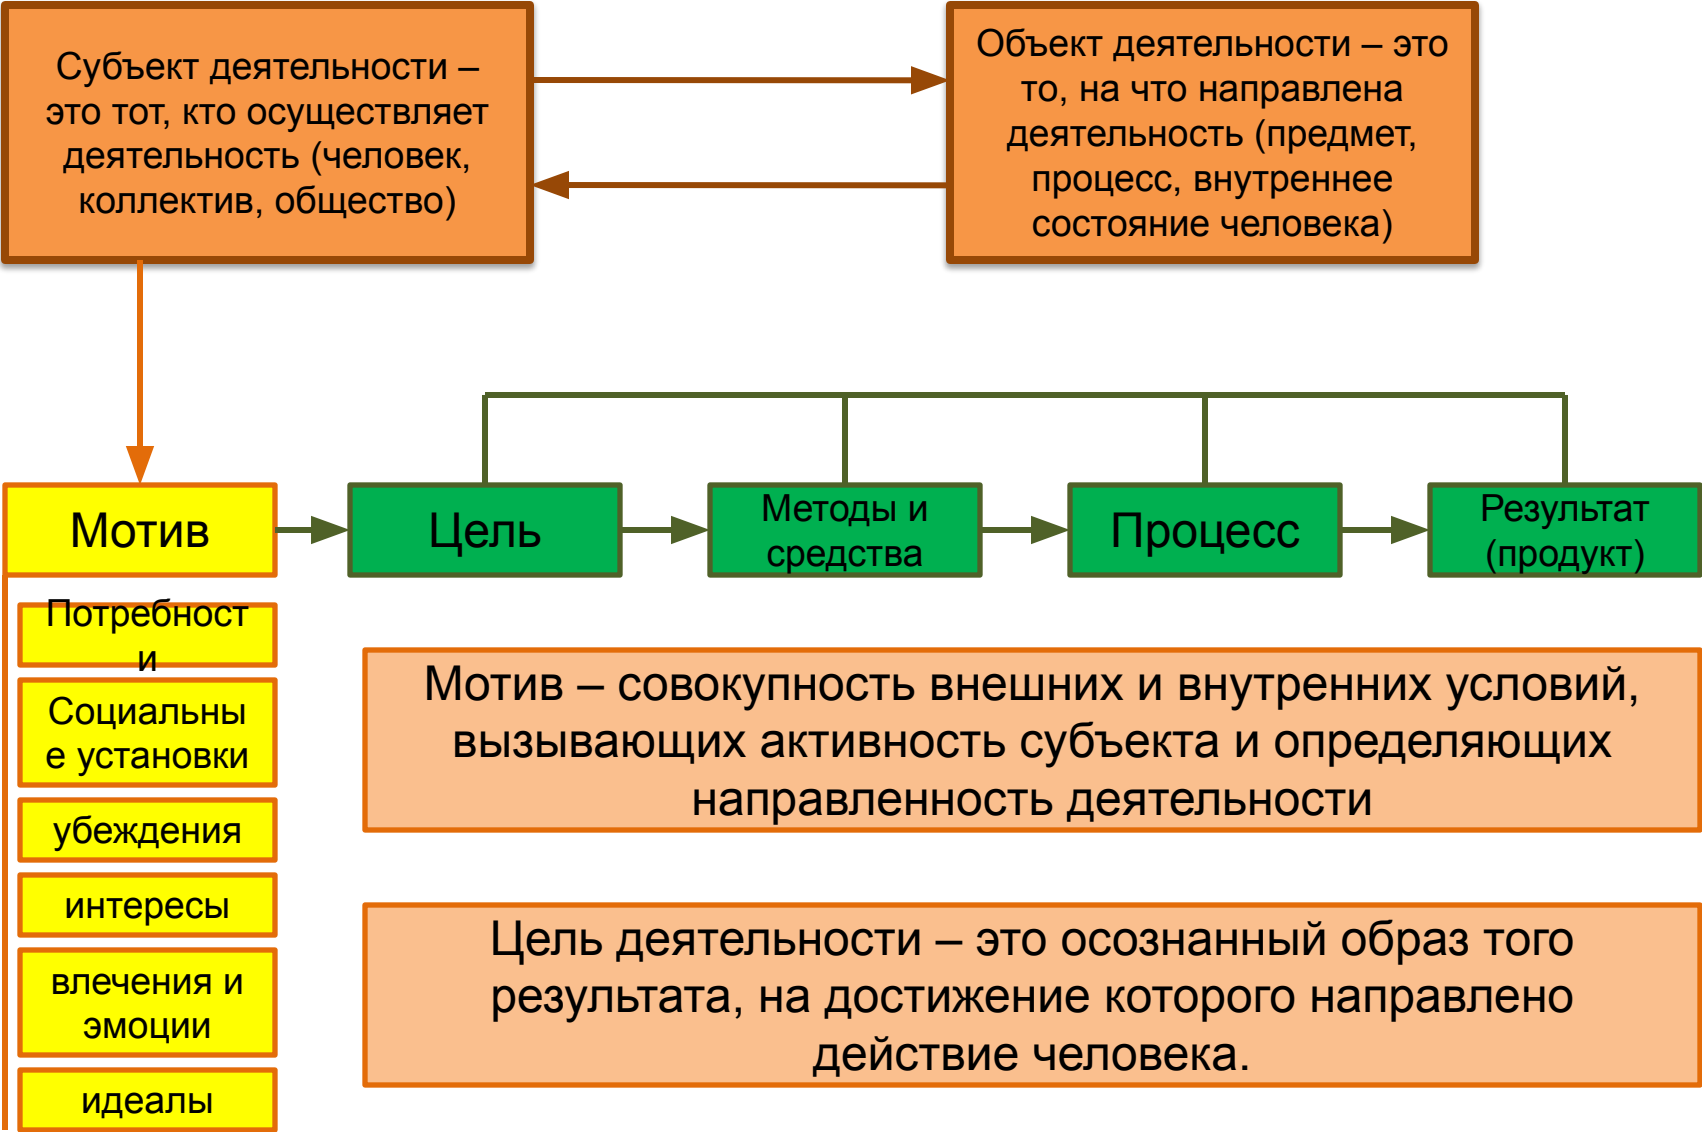 Субъект деятельности –
это тот, кто осуществляет
деятельность (человек,
коллектив, общество)
Объект деятельности – это
то, на что направлена
деятельность (предмет,
процесс, внутреннее
состояние человека)
Мотив
Цель
Методы и
средства
Процесс
Результат
(продукт)
Потребност
и
Социальны
е установки
убеждения
интересы
влечения и
эмоции
идеалы
Мотив – совокупность внешних и внутренних условий,
вызывающих активность субъекта и определяющих
направленность деятельности
Цель деятельности – это осознанный образ того
результата, на достижение которого направлено
действие человека.